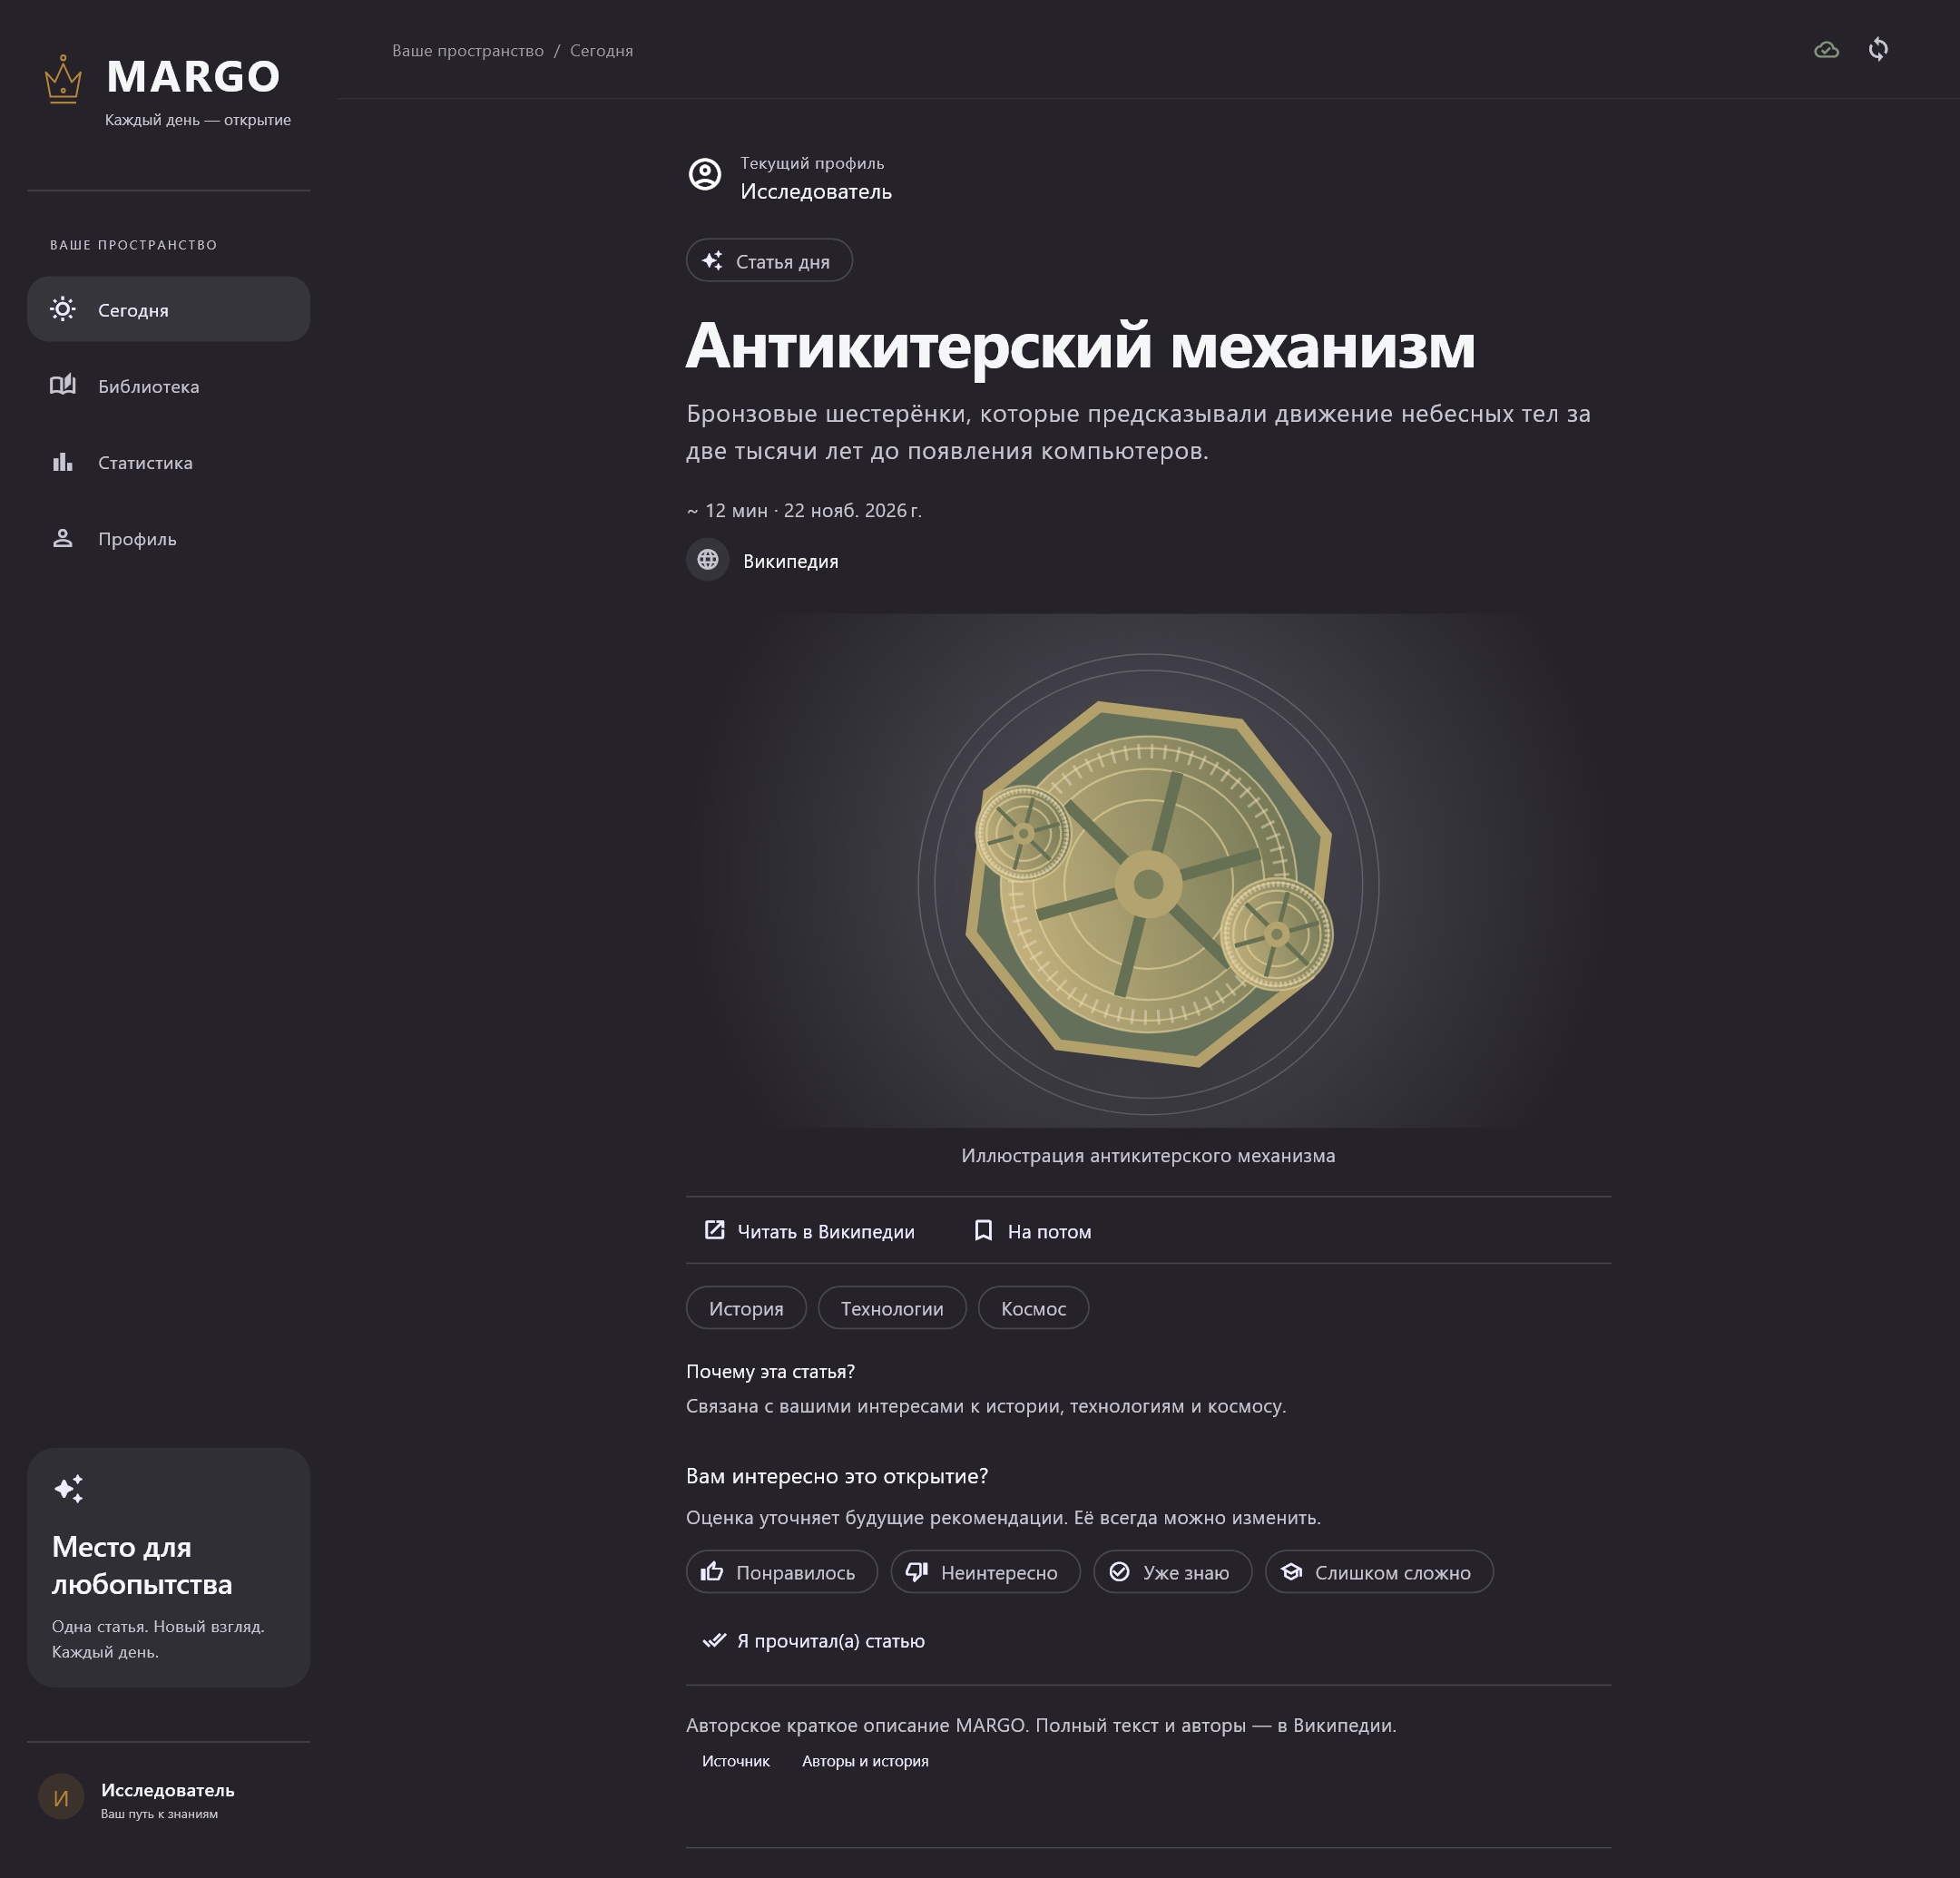 MARGO
Каждый день — открытие
ВАШЕ ПРОСТРАНСТВО
Сегодня
Библиотека
Статистика
Профиль
Место для
любопытства
Одна статья. Новый взгляд.
Каждый день.
И
Исследователь
Ваш путь к знаниям
Ваше пространство / Сегодня
Текущий профиль
Исследователь
Статья дня
Антикитерский механизм
Бронзовые шестерёнки, которые предсказывали движение небесных тел за
две тысячи лет до появления компьютеров.
~ 12 мин · 22 нояб. 2026 г.
Википедия
Иллюстрация антикитерского механизма
Читать в Википедии На потом
История Технологии Космос
Почему эта статья?
Связана с вашими интересами к истории, технологиям и космосу.
Вам интересно это открытие?
Оценка уточняет будущие рекомендации. Её всегда можно изменить.
Понравилось Неинтересно Уже знаю Слишком сложно
Я прочитал(а) статью
Авторское краткое описание MARGO. Полный текст и авторы — в Википедии.
Источник Авторы и история